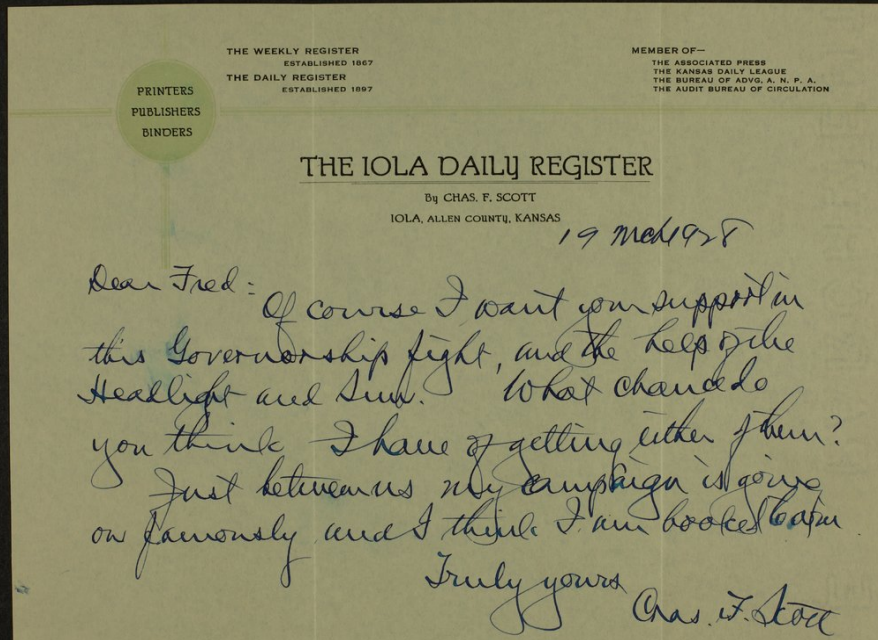 THE WEEKLY REGISTER
ESTABLISHED 1867
THE DAILY REGISTER
ESTABLISHED 1897
MEMBER OF—
THE ASSOCIATED PRESS
THE KANSAS DAILY LEAGUE
THE BUREAU OF ADVG, A. N. P. A.
THE AUDIT BUREAU OF CIRCULATION
PRINTERS
PUBLISHERS
BINDERS
THE IOLA DAILY REGISTER
By CHAS. F. SCOTT
IOLA, ALLEN COUNTY, KANSAS
19 Mch 1928
Dear Fred:
Of course I want your support in
this Governorship fight, and the help of the
Headlight and Sun. What chance do
you think I have of getting either of them?
Just between us my campaign is going
on famously and I think I am booked to
Truly yours
Chas. F. Scott